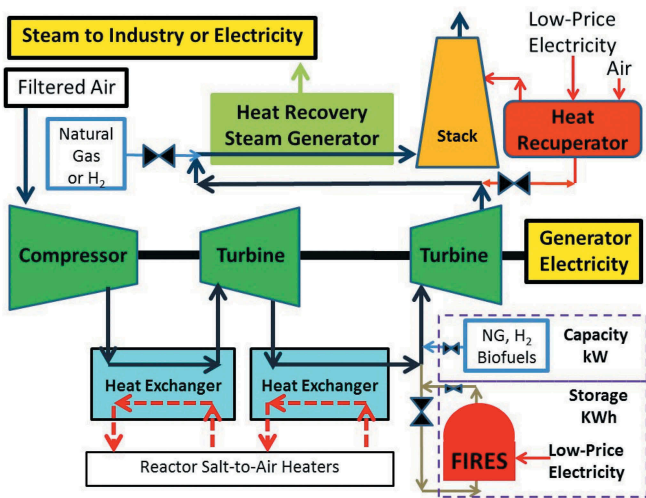 Steam to Industry or Electricity
Low-Price
Electricity
Air
Filtered Air
Natural
Gas
or H₂
Heat Recovery
Steam Generator
Stack
Heat
Recuperator
Compressor
Turbine
Turbine
Generator
Electricity
NG, H₂
Biofuels
Capacity
kW
Heat Exchanger
Heat Exchanger
Storage
KWh
FIRES
Low-Price
Electricity
Reactor Salt-to-Air Heaters